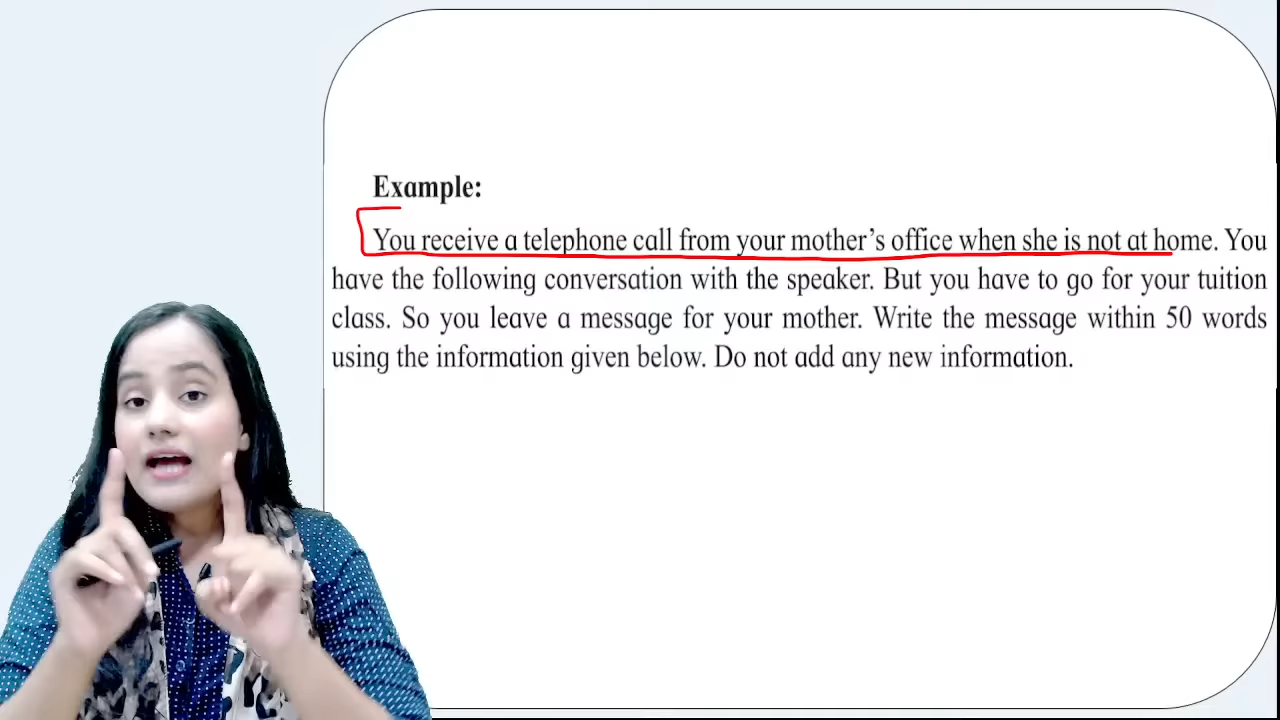 Example:
You receive a telephone call from your mother’s office when she is not at home. You
have the following conversation with the speaker. But you have to go for your tuition
class. So you leave a message for your mother. Write the message within 50 words
using the information given below. Do not add any new information.